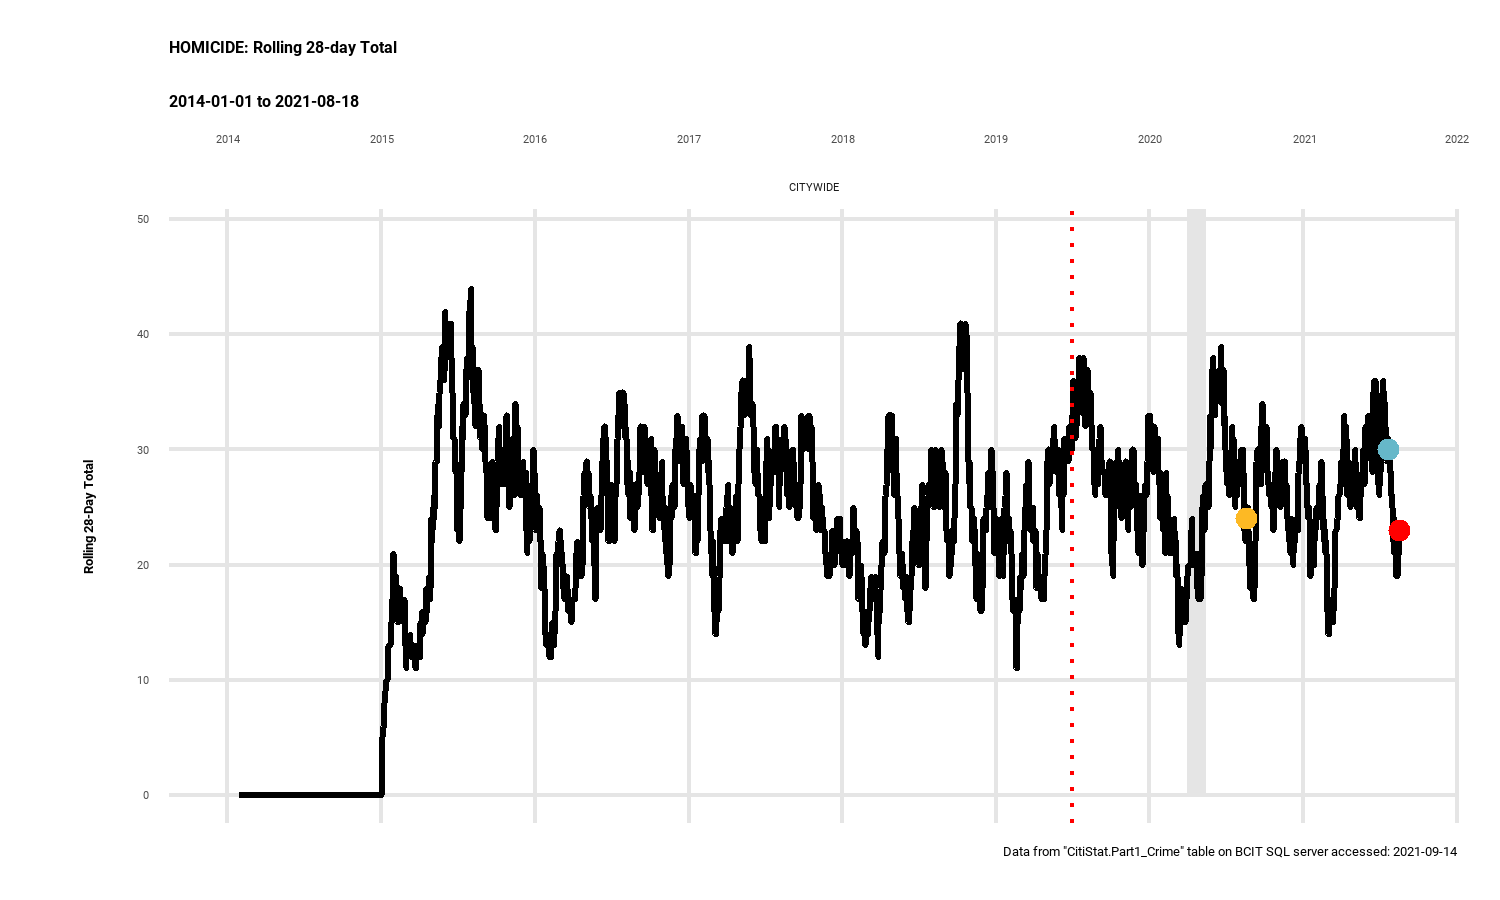 HOMICIDE: Rolling 28-day Total
2014-01-01 to 2021-08-18
2014 2015 2016 2017 2018 2019 2020 2021 2022
CITYWIDE
50
40
30
20
10
0
Rolling 28-Day Total
Data from "CitiStat.Part1_Crime" table on BCIT SQL server accessed: 2021-09-14